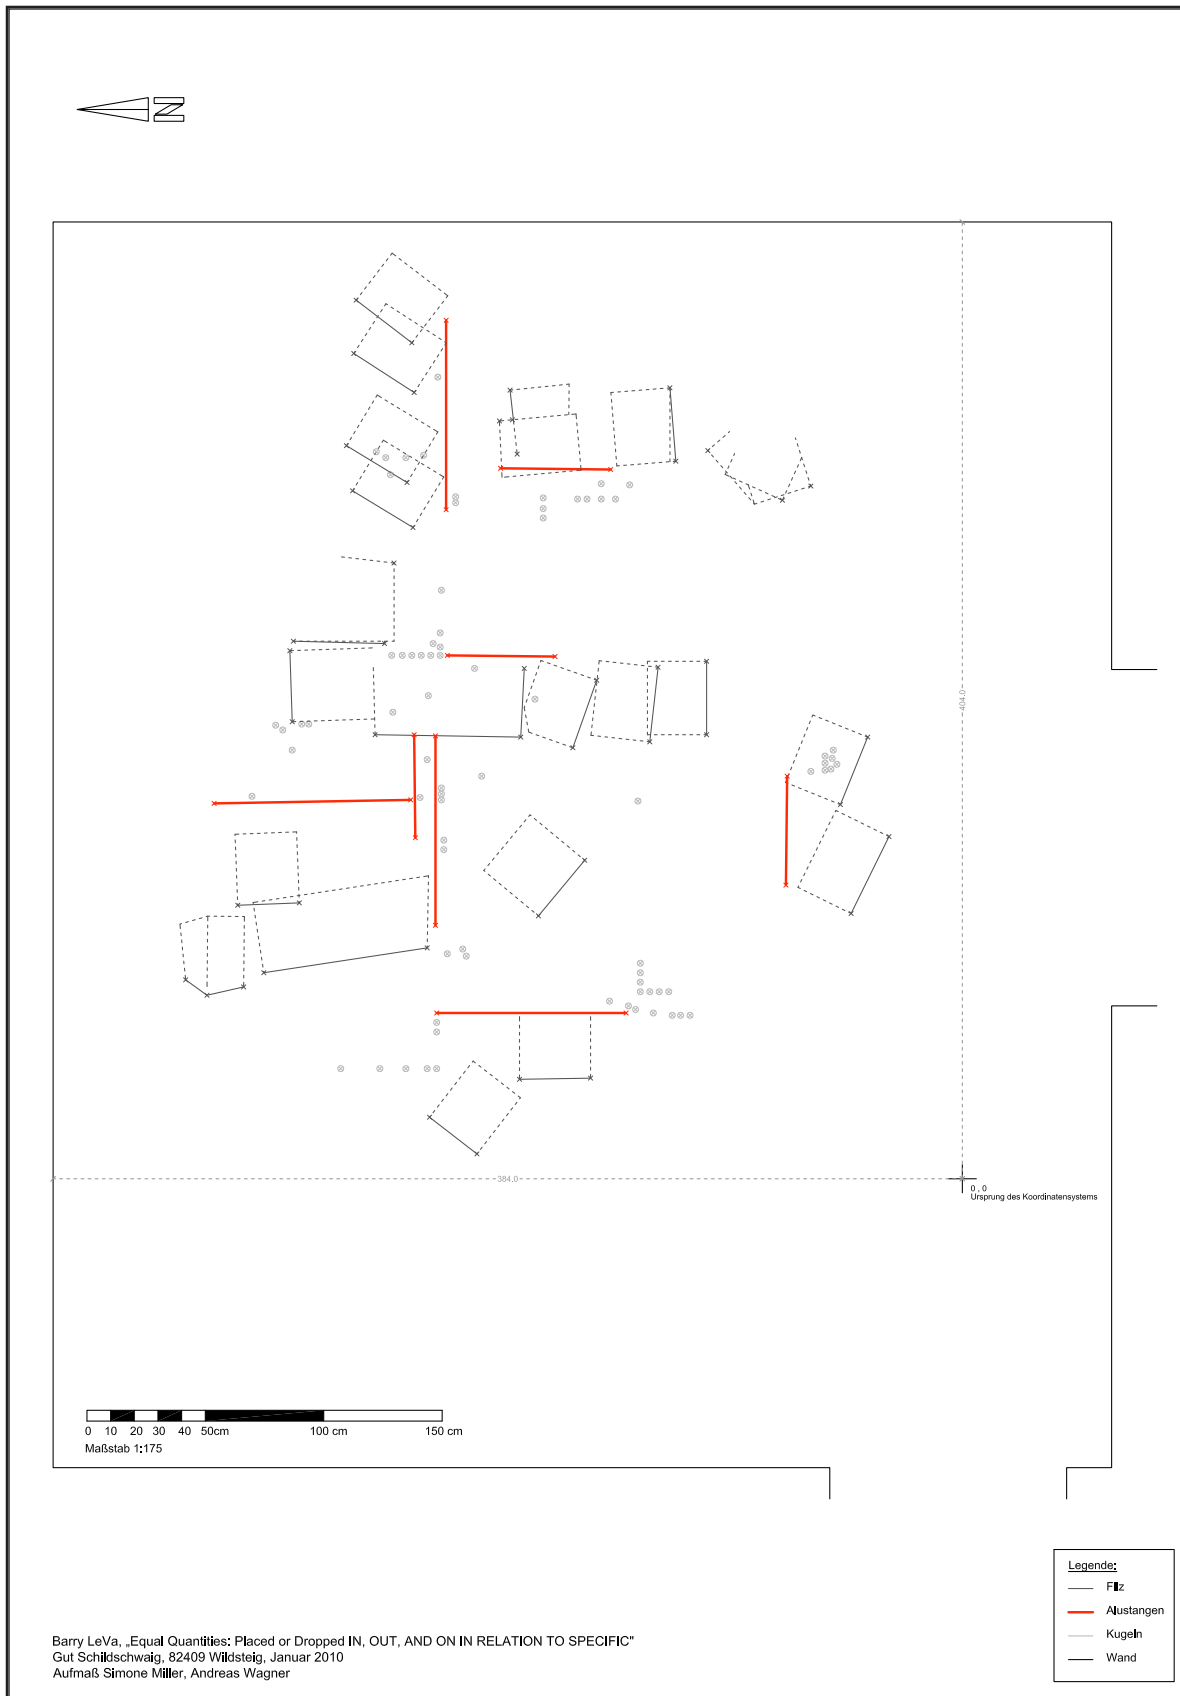 N
404.0
384.0
0 , 0
Ursprung des Koordinatensystems
0 10 20 30 40 50cm 100 cm 150 cm
Maßstab 1:175
Legende:
Filz
Alustangen
Kugeln
Wand
Barry LeVa, „Equal Quantities: Placed or Dropped IN, OUT, AND ON IN RELATION TO SPECIFIC"
Gut Schildschwaig, 82409 Wildsteig, Januar 2010
Aufmaß Simone Miller, Andreas Wagner